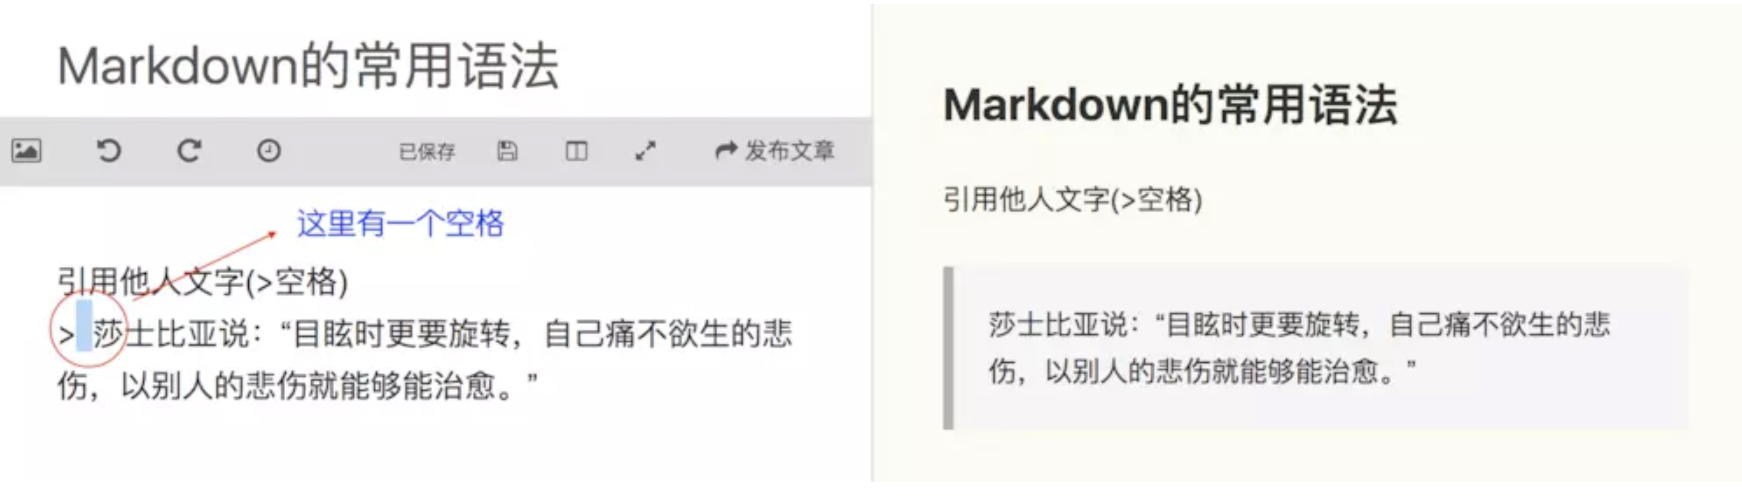 Markdown的常用语法
已保存
发布文章
这里有一个空格
引用他人文字(>空格)
> 莎士比亚说：“目眩时更要旋转，自己痛不欲生的悲
伤，以别人的悲伤就能够能治愈。”
Markdown的常用语法
引用他人文字(>空格)
莎士比亚说：“目眩时更要旋转，自己痛不欲生的悲
伤，以别人的悲伤就能够能治愈。”